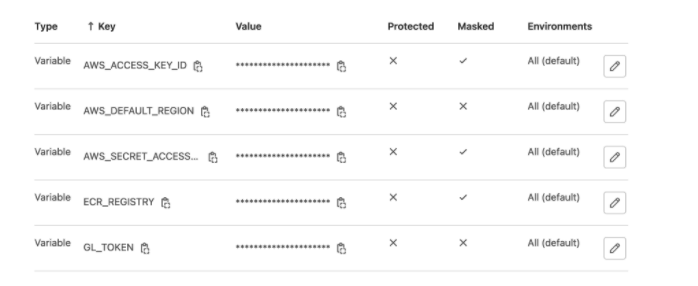 Type ↑ Key Value Protected Masked Environments
Variable AWS_ACCESS_KEY_ID ********************* × ✓ All (default)
Variable AWS_DEFAULT_REGION ********************* × × All (default)
Variable AWS_SECRET_ACCESS... ********************* × ✓ All (default)
Variable ECR_REGISTRY ********************* × ✓ All (default)
Variable GL_TOKEN ********************* × × All (default)